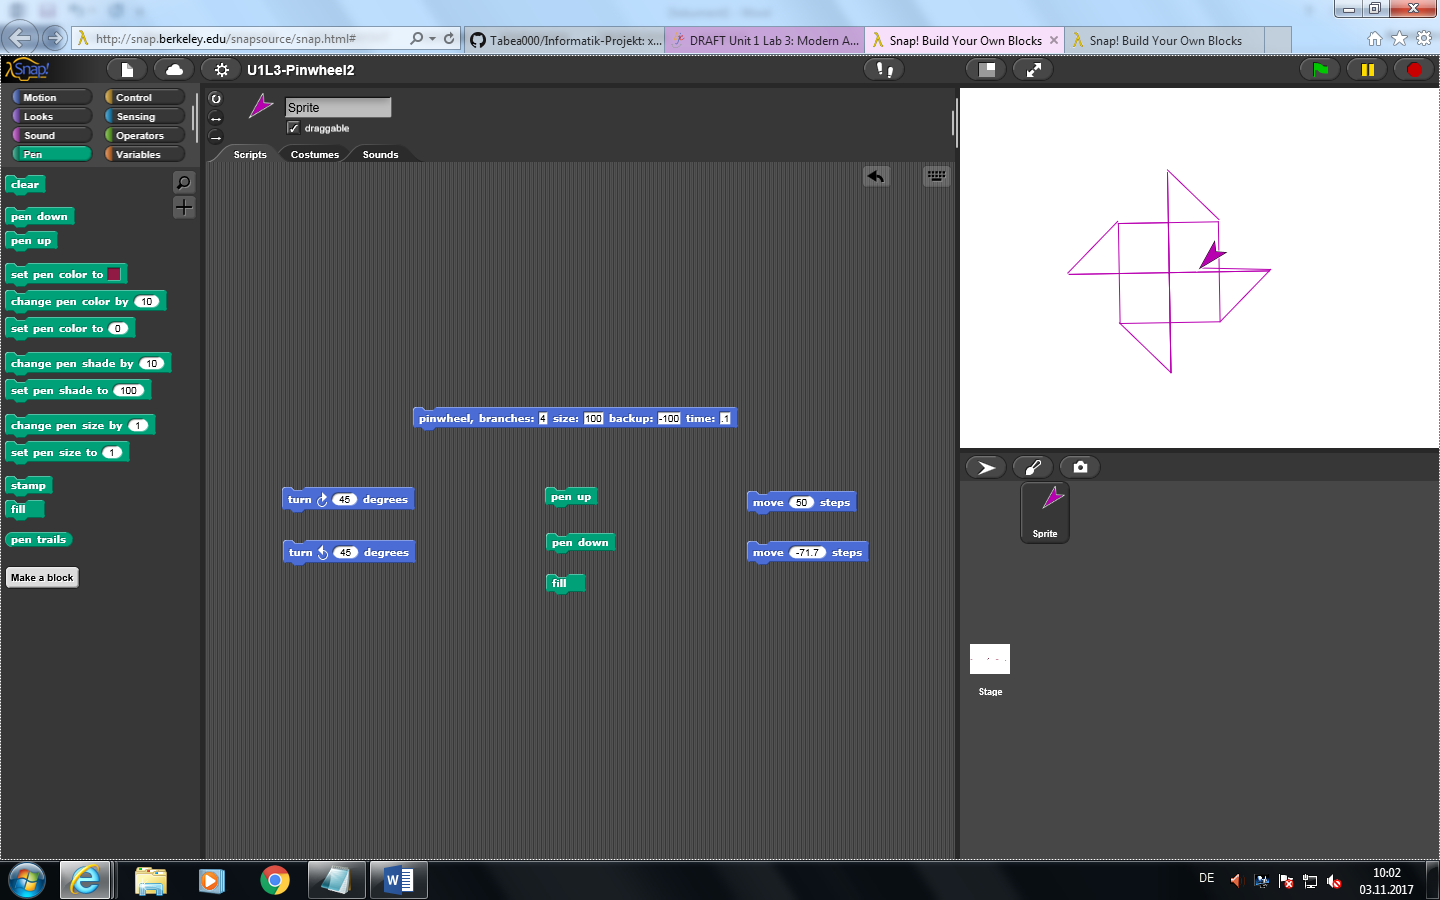 http://snap.berkeley.edu/snapsource/snap.html#
Tabea000/Informatik-Projekt: x...
DRAFT Unit 1 Lab 3: Modern A...
Snap! Build Your Own Blocks
Snap! Build Your Own Blocks
Snap!
U1L3-Pinwheel2
Motion
Control
Looks
Sensing
Sound
Operators
Pen
Variables
Sprite
draggable
Scripts
Costumes
Sounds
clear
pen down
pen up
set pen color to
change pen color by 10
set pen color to 0
change pen shade by 10
set pen shade to 100
change pen size by 1
set pen size to 1
stamp
fill
pen trails
Make a block
pinwheel, branches: 4 size: 100 backup: -100 time: .1
turn 45 degrees
pen up
move 50 steps
turn 45 degrees
pen down
move -71.7 steps
fill
Sprite
Stage
DE
10:02
03.11.2017